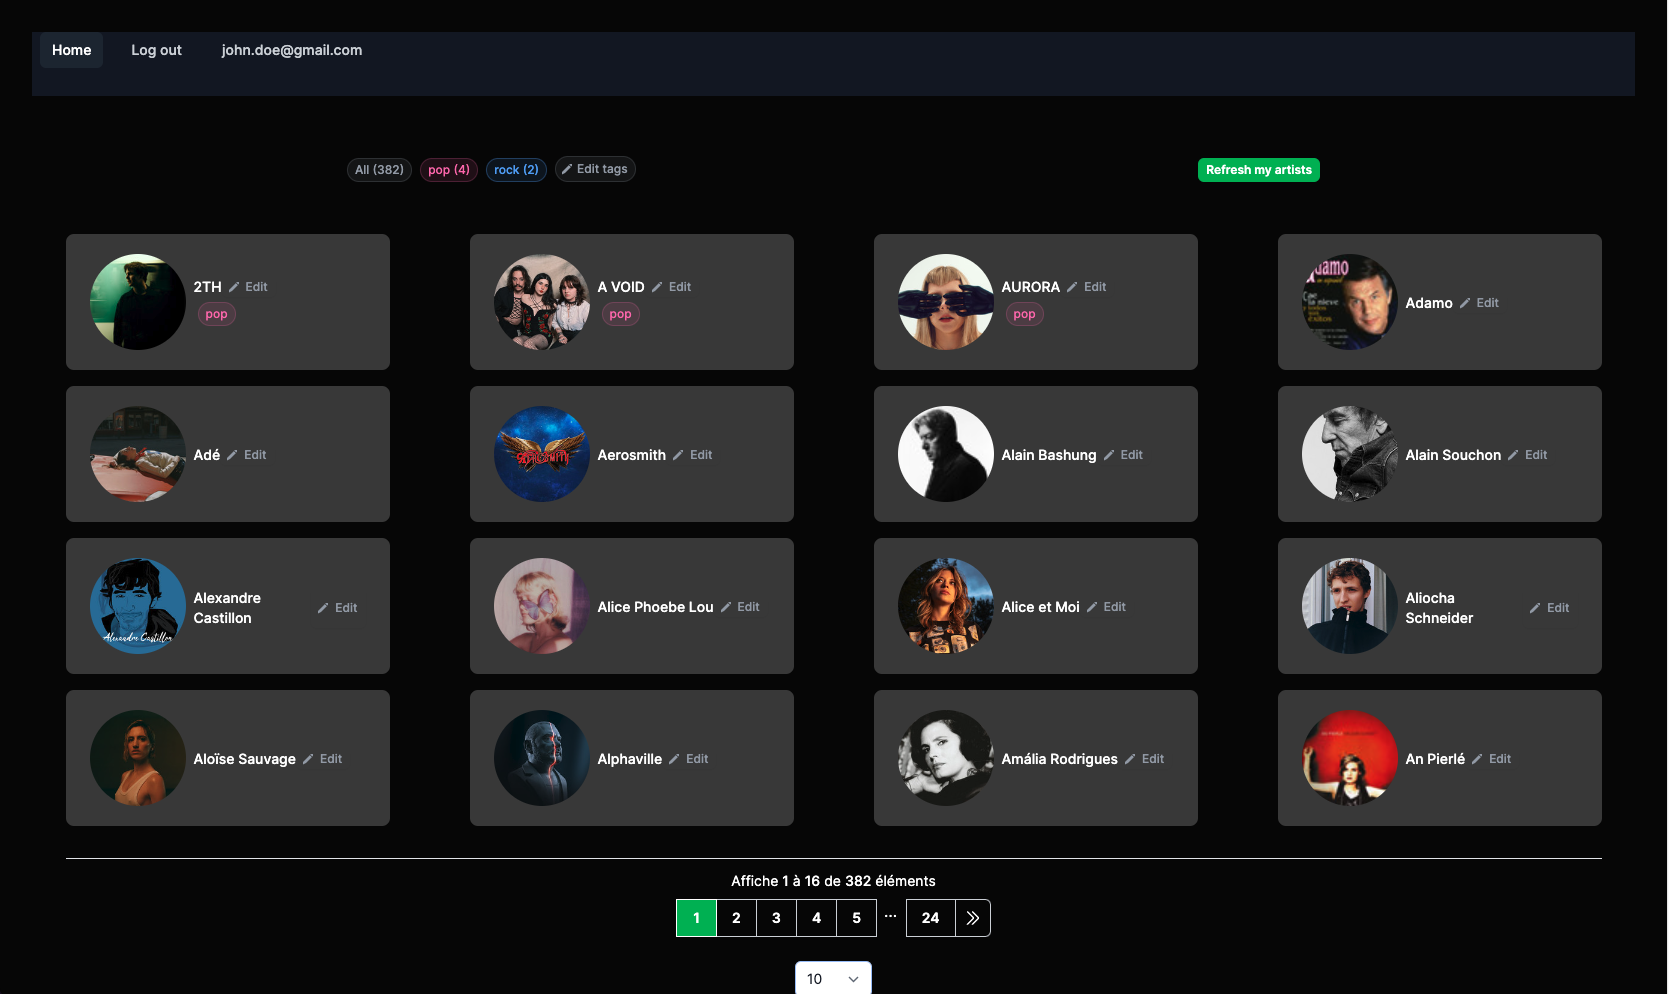 Home Log out john.doe@gmail.com
All (382) pop (4) rock (2) Edit tags Refresh my artists
2TH Edit
pop
A VOID Edit
pop
AURORA Edit
pop
Adamo Edit
Adé Edit
Aerosmith Edit
Alain Bashung Edit
Alain Souchon Edit
Alexandre
Castillon Edit
Alexandre Castillon
Alice Phoebe Lou Edit
Alice et Moi Edit
Aliocha
Schneider Edit
Aloïse Sauvage Edit
Alphaville Edit
Amália Rodrigues Edit
An Pierlé Edit
Affiche 1 à 16 de 382 éléments
1 2 3 4 5 ... 24
10